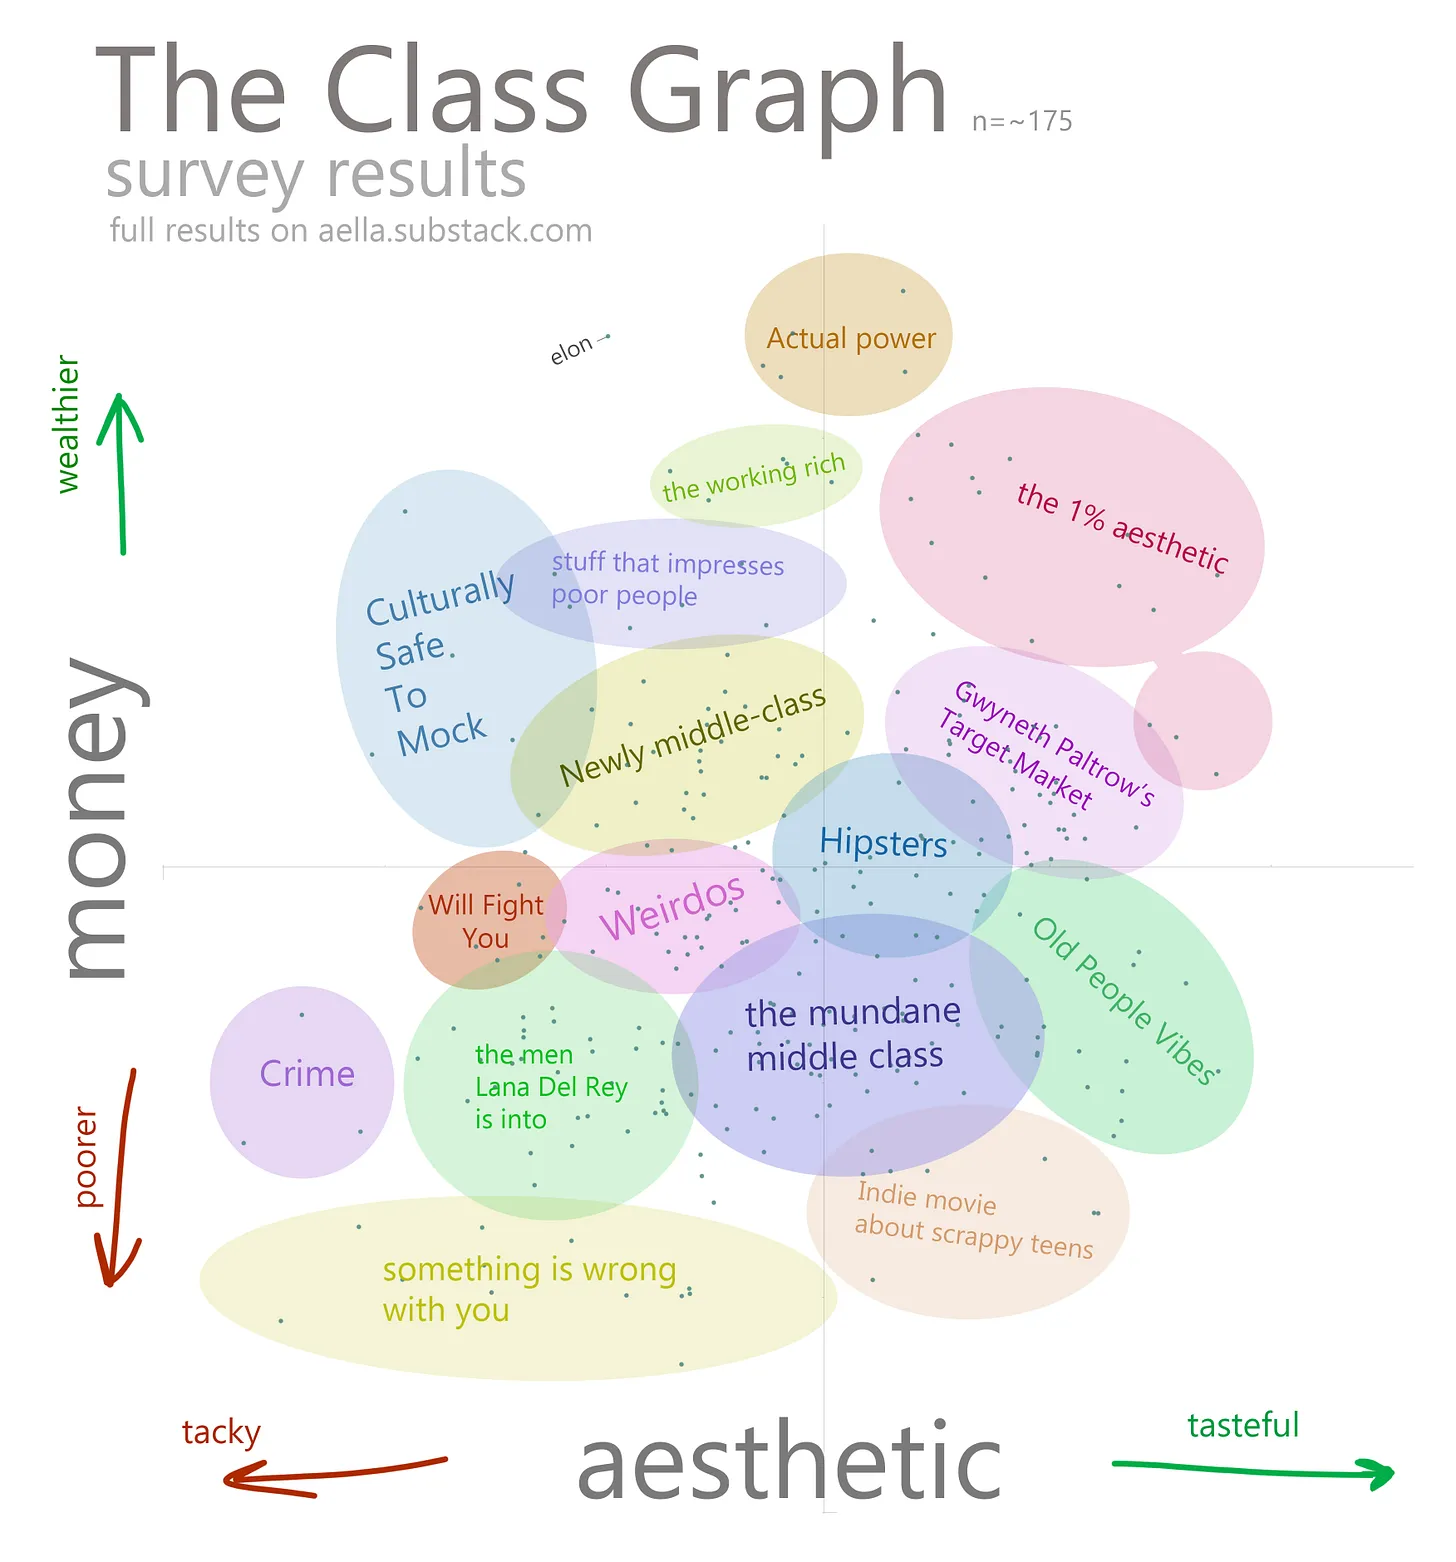 The Class Graph n=~175
survey results
full results on aella.substack.com
elon
Actual power
wealthier
the working rich
the 1% aesthetic
stuff that impresses
poor people
Culturally
Safe.
To
Mock
Newly middle-class
Gwyneth Paltrow's
Target Market
money
Hipsters
Will Fight
You
Weirdos
Old People Vibes
the mundane
middle class
Crime
the men
Lana Del Rey
is into
poorer
Indie movie
about scrappy teens
something is wrong
with you
tacky
aesthetic
tasteful